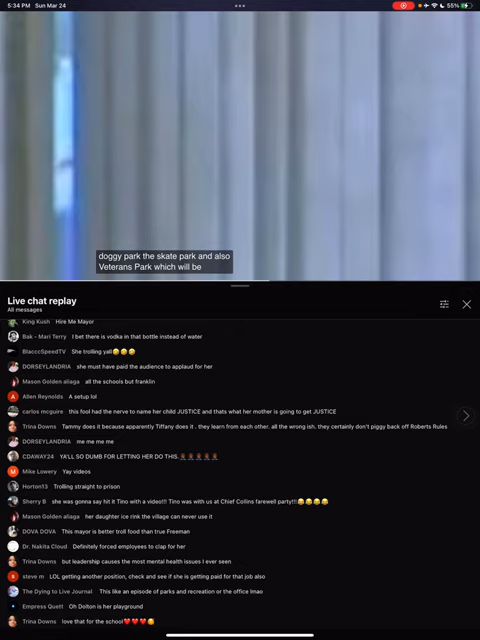 5:34 PM Sun Mar 24
55%
doggy park the skate park and also
Veterans Park which will be
Live chat replay
All messages
King Kush Hire Me Mayor
Bak - Mari Terry I bet there is vodka in that bottle instead of water
BlacccSpeedTV She trolling yall🤣🤣🤣
DORSEYLANDRIA she must have paid the audience to applaud for her
Mason Golden aliaga all the schools but franklin
A Allen Reynolds A setup lol
carlos mcguire this fool had the nerve to name her child JUSTICE and thats what her mother is going to get JUSTICE
Trina Downs Tammy does it because apparently Tiffany does it . they learn from each other. all the wrong ish, they certainly don't piggy back off Roberts Rules
DORSEYLANDRIA me me me me
CDAWAY24 YA'LL SO DUMB FOR LETTING HER DO THIS.
M Mike Lowery Yay videos
Horton13 Trolling straight to prison
Sherry B she was gonna say hit it Tino with a video!!! Tino was with us at Chief Collins farewell party!!!😂😂😂😂
Mason Golden aliaga her daughter ice rink the village can never use it
DOVA DOVA This mayor is better troll food than true Freeman
Dr. Nakita Cloud Definitely forced employees to clap for her
Trina Downs but leadership causes the most mental health issues I ever seen
s steve m LOL getting another position, check and see if she is getting paid for that job also
The Dying to Live Journal This like an episode of parks and recreation or the office lmao
Empress Quett Oh Dolton is her playground
Trina Downs love that for the school❤️❤️❤️🥰